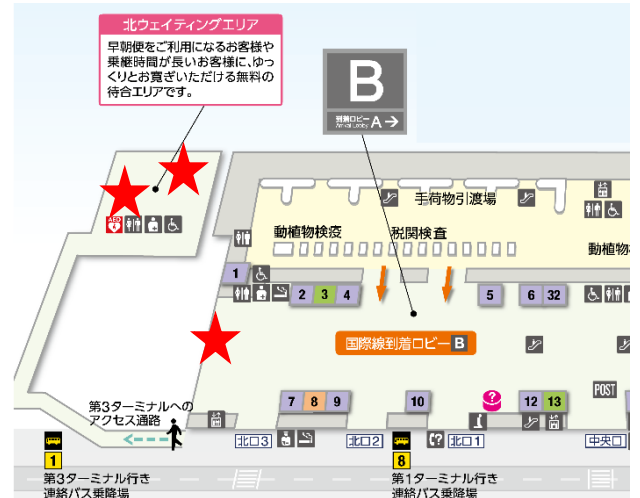 北ウェイティングエリア
早朝便をご利用になるお客様や
乗継時間が長いお客様に、ゆっ
くりとお寛ぎいただける無料の
待合エリアです。
B
到着ロビー
Arrival Lobby
A→
手荷物引渡場
動植物検疫
税関検査
動植物
AED
1
2
3
4
5
6
32
国際線到着ロビー B
7
8
9
10
12
13
?
POST
第3ターミナルへの
アクセス通路
北口3
北口2
北口1
中央口
1
第3ターミナル行き
連絡バス乗降場
8
第1ターミナル行き
連絡バス乗降場